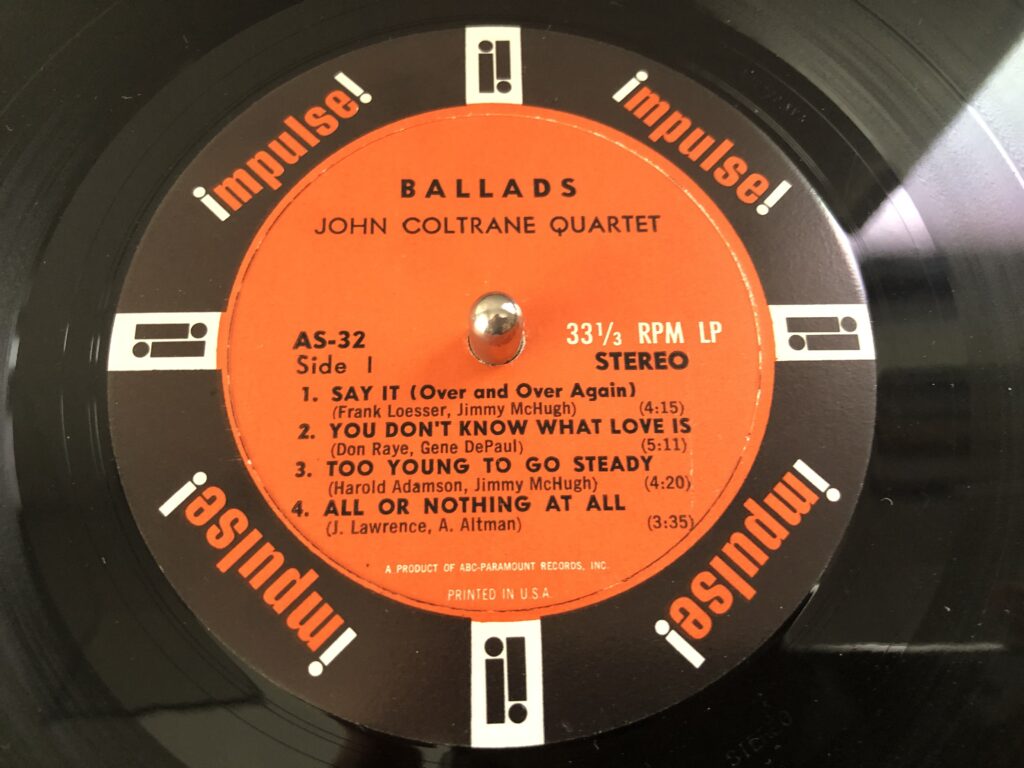 ¡impulse!
¡impulse!
BALLADS
JOHN COLTRANE QUARTET
AS-32
33⅓ RPM LP
Side 1
STEREO
1. SAY IT (Over and Over Again)
(Frank Loesser, Jimmy McHugh) (4:15)
2. YOU DON'T KNOW WHAT LOVE IS
(Don Raye, Gene DePaul) (5:11)
3. TOO YOUNG TO GO STEADY
(Harold Adamson, Jimmy McHugh) (4:20)
4. ALL OR NOTHING AT ALL
(J. Lawrence, A. Altman) (3:35)
A PRODUCT OF ABC-PARAMOUNT RECORDS, INC.
PRINTED IN U.S.A.
¡impulse!
¡impulse!